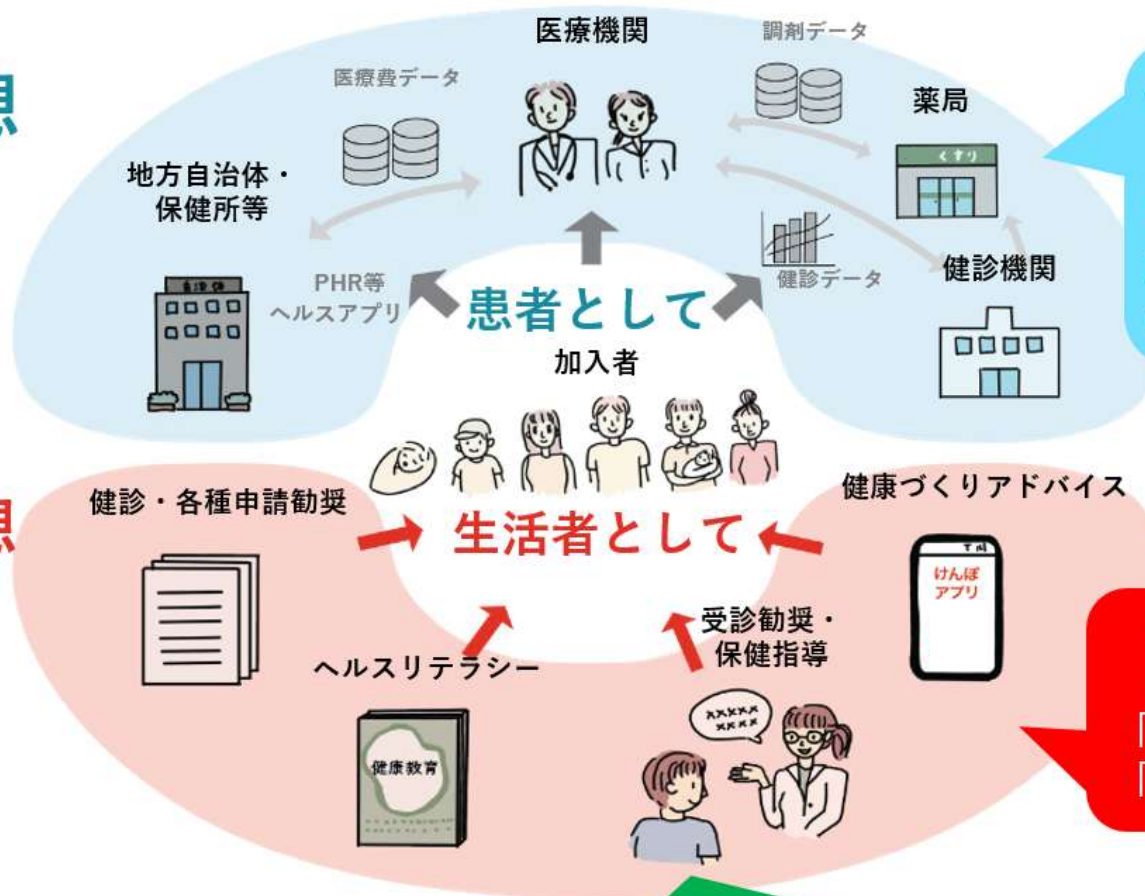 想
医療機関
調剤データ
医療費データ
薬局
くすり
地方自治体・
保健所等
自治体
PHR等
ヘルスアプリ
健診データ
健診機関
患者として
加入者
想
健診・各種申請勧奨
生活者として
健康づくりアドバイス
けんぽ
アプリ
受診勧奨・
保健指導
ヘルスリテラシー
××××××
××××
健康教育
「
「